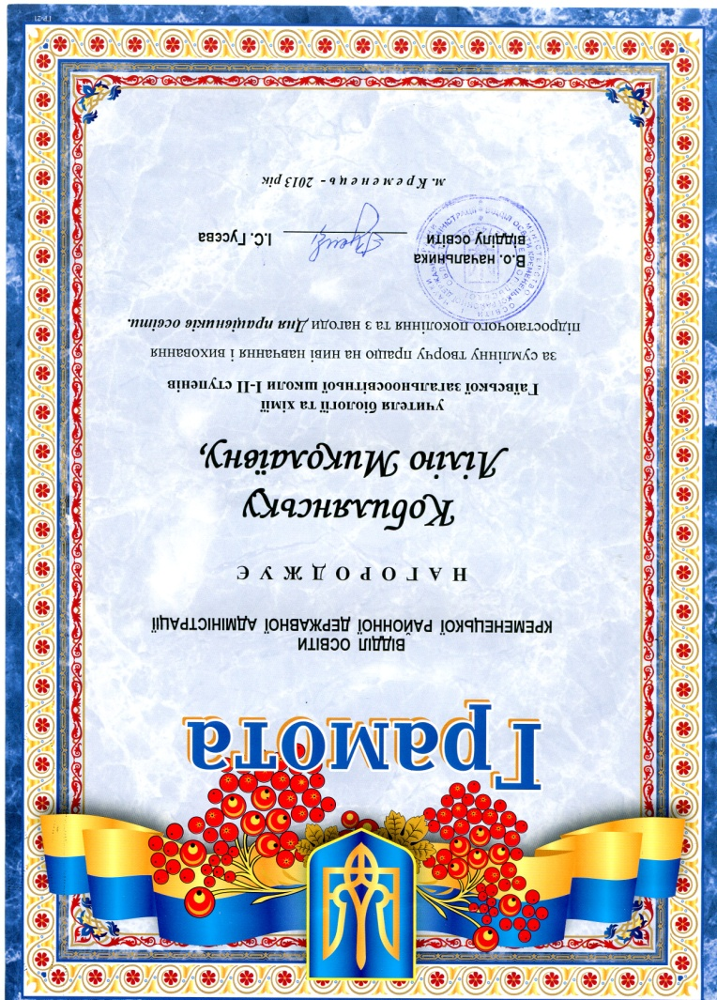 Грамота
ВІДДІЛ ОСВІТИ
КРЕМЕНЕЦЬКОЇ РАЙОННОЇ ДЕРЖАВНОЇ АДМІНІСТРАЦІЇ
НАГОРОДЖУЄ
Кобилянську
Лілію Миколаївну,
учителя біології та хімії
Гаївської загальноосвітньої школи І-ІІ ступенів
за сумлінну творчу працю на ниві навчання і виховання
підростаючого покоління та з нагоди Дня працівників освіти.
В.о. начальника
відділу освіти І.С. Гусєва
м. Кременець - 2013 рік